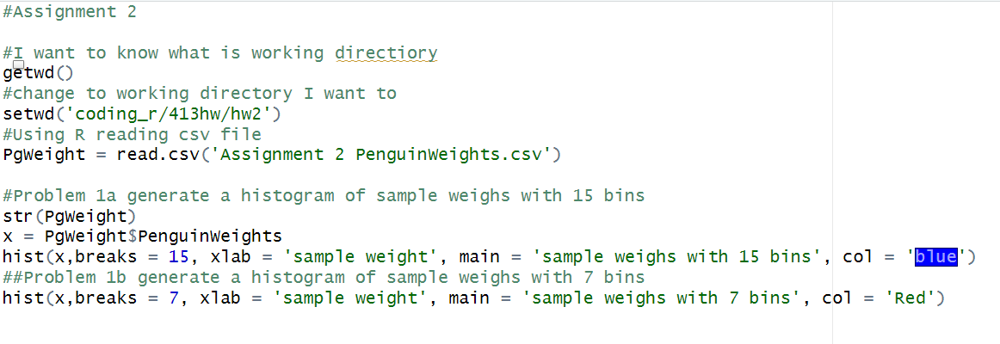 #Assignment 2
#I want to know what is working directiory
getwd()
#change to working directory I want to
setwd('coding_r/413hw/hw2')
#Using R reading csv file
PgWeight = read.csv('Assignment 2 PenguinWeights.csv')
#Problem 1a generate a histogram of sample weighs with 15 bins
str(PgWeight)
x = PgWeight$PenguinWeights
hist(x,breaks = 15, xlab = 'sample weight', main = 'sample weighs with 15 bins', col = 'blue')
##Problem 1b generate a histogram of sample weighs with 7 bins
hist(x,breaks = 7, xlab = 'sample weight', main = 'sample weighs with 7 bins', col = 'Red')